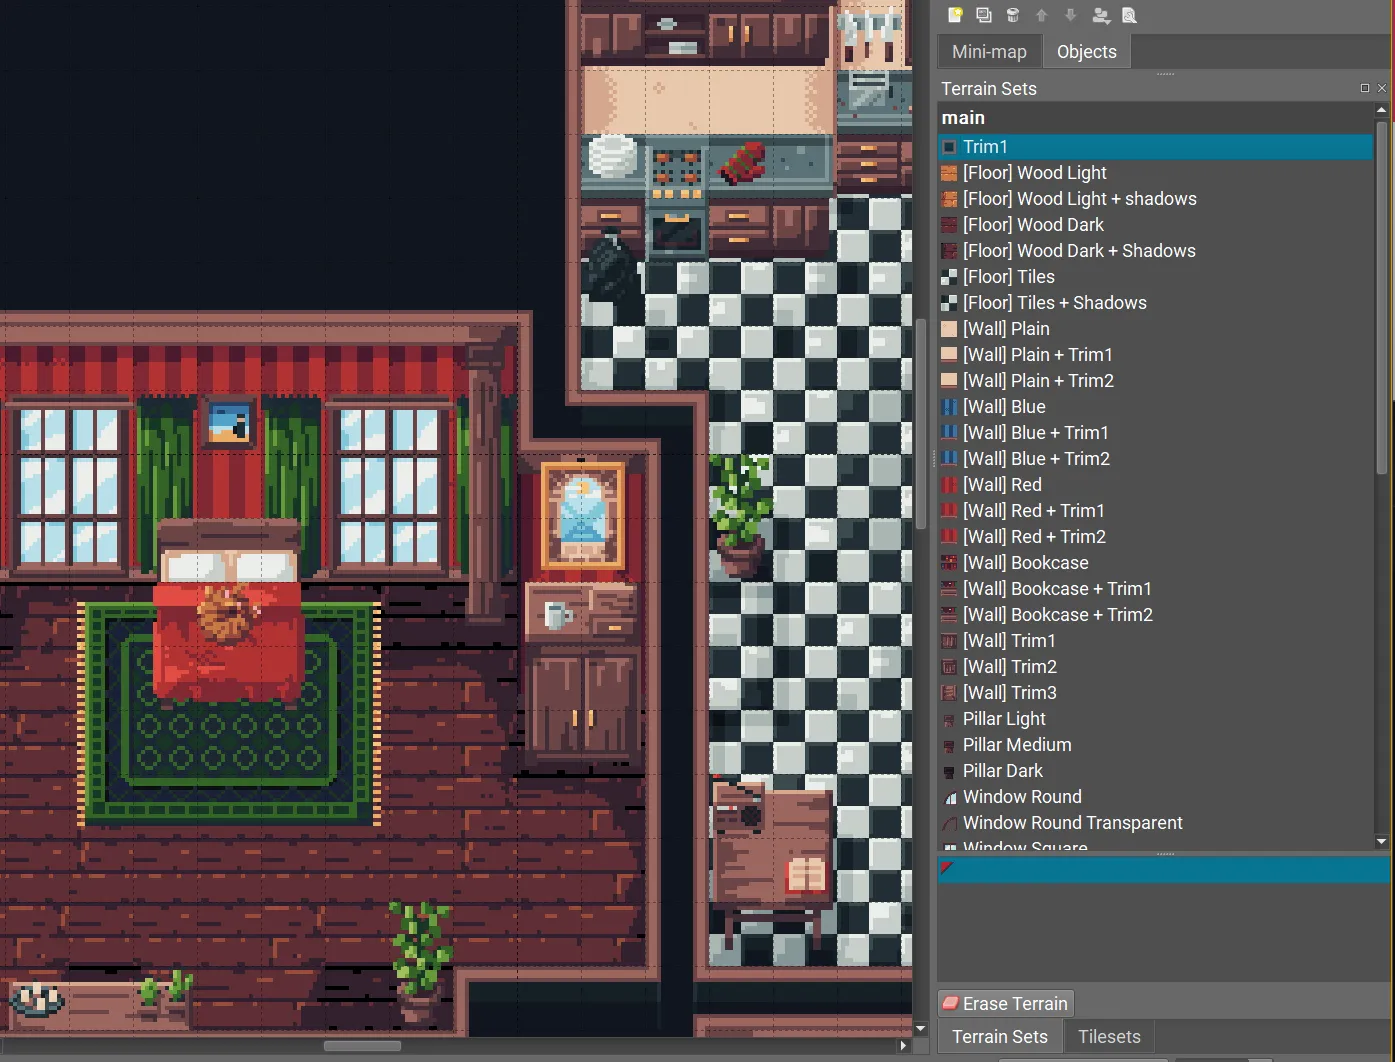 Mini-map
Objects
Terrain Sets
main
Trim1
[Floor] Wood Light
[Floor] Wood Light + shadows
[Floor] Wood Dark
[Floor] Wood Dark + Shadows
[Floor] Tiles
[Floor] Tiles + Shadows
[Wall] Plain
[Wall] Plain + Trim1
[Wall] Plain + Trim2
[Wall] Blue
[Wall] Blue + Trim1
[Wall] Blue + Trim2
[Wall] Red
[Wall] Red + Trim1
[Wall] Red + Trim2
[Wall] Bookcase
[Wall] Bookcase + Trim1
[Wall] Bookcase + Trim2
[Wall] Trim1
[Wall] Trim2
[Wall] Trim3
Pillar Light
Pillar Medium
Pillar Dark
Window Round
Window Round Transparent
Window Square
Erase Terrain
Terrain Sets
Tilesets